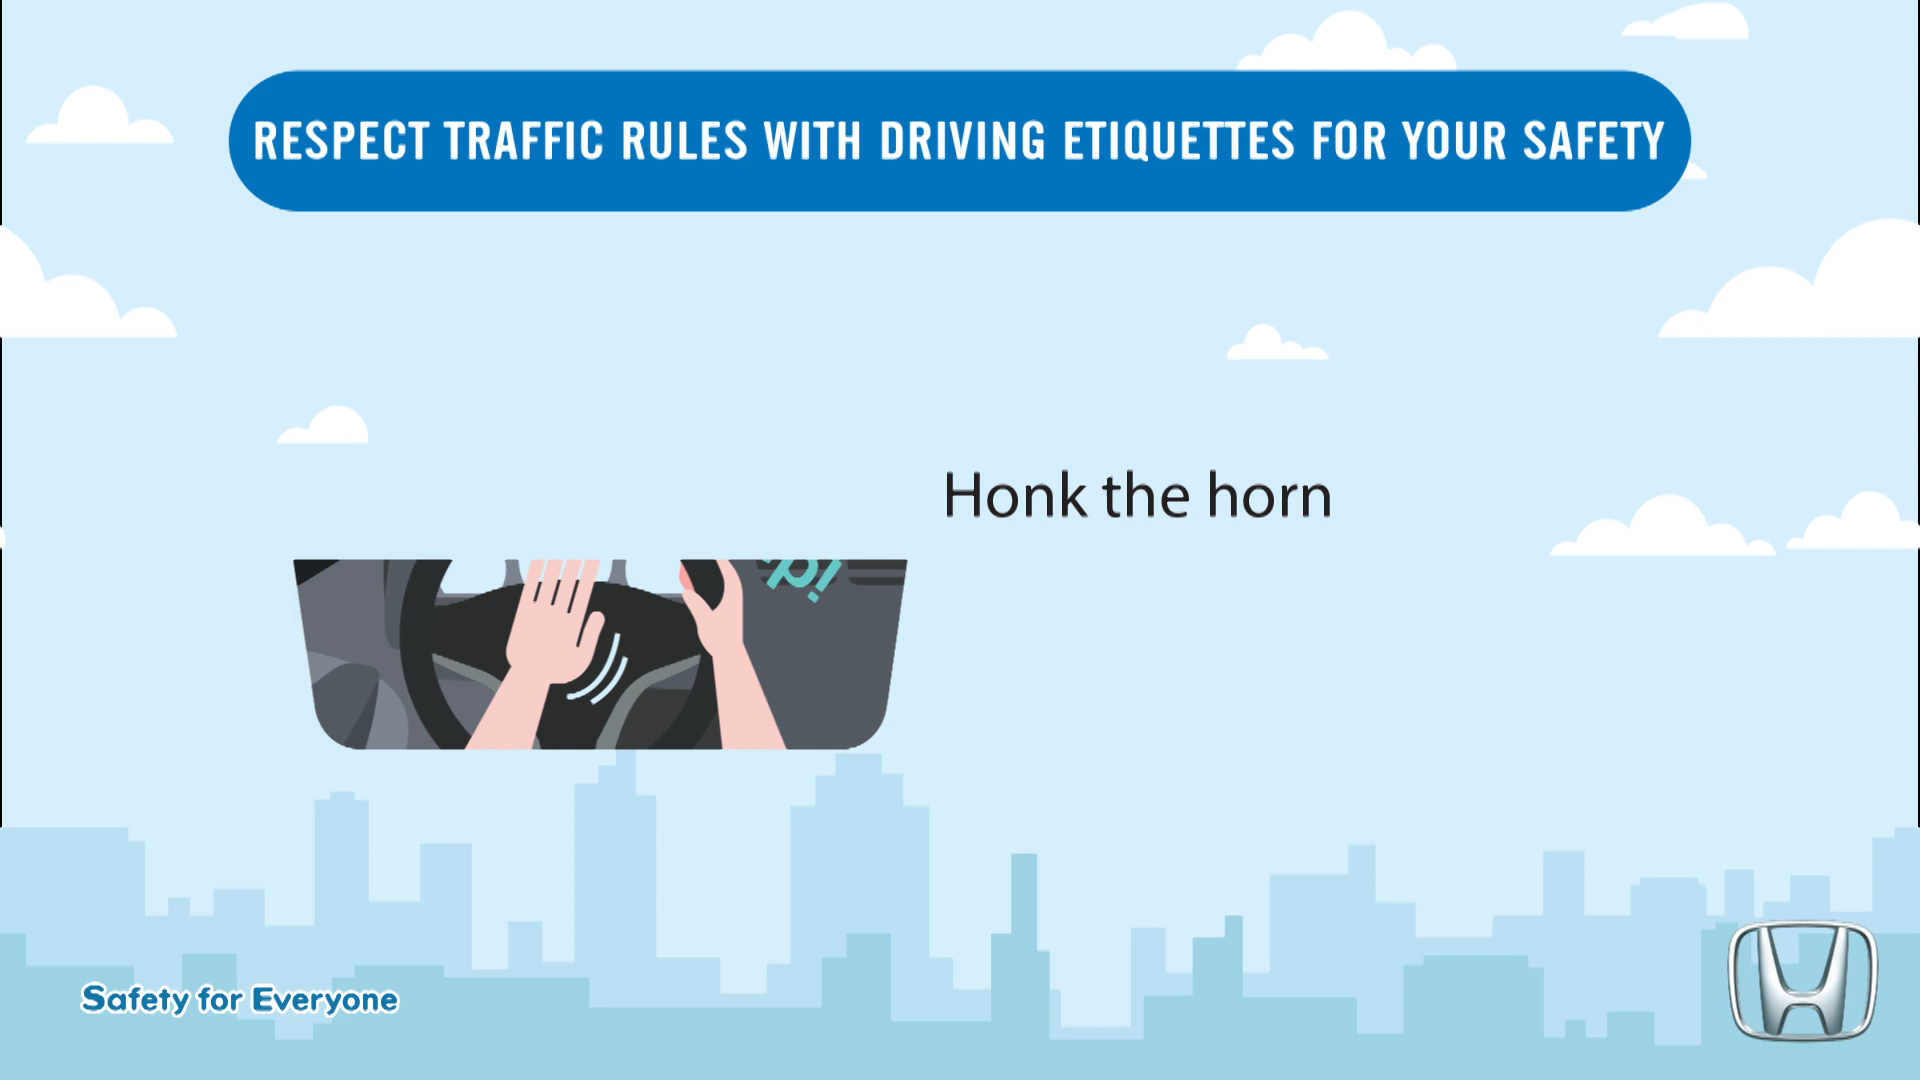 RESPECT TRAFFIC RULES WITH DRIVING ETIQUETTES FOR YOUR SAFETY
Honk the horn
Safety for Everyone